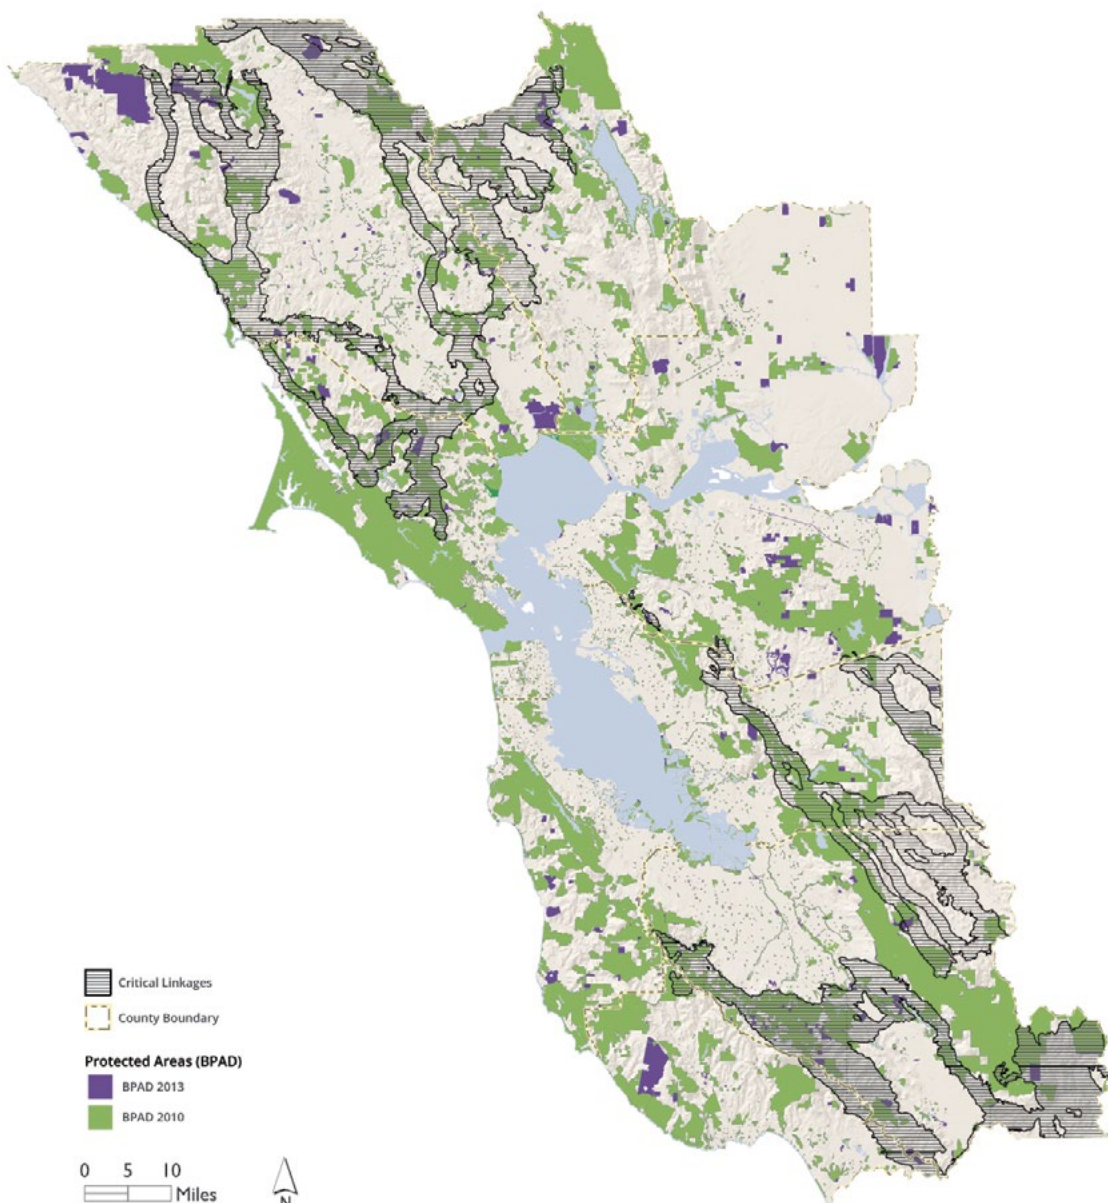 Critical Linkages
County Boundary
Protected Areas (BPAD)
BPAD 2013
BPAD 2010
0 5 10
Miles
N